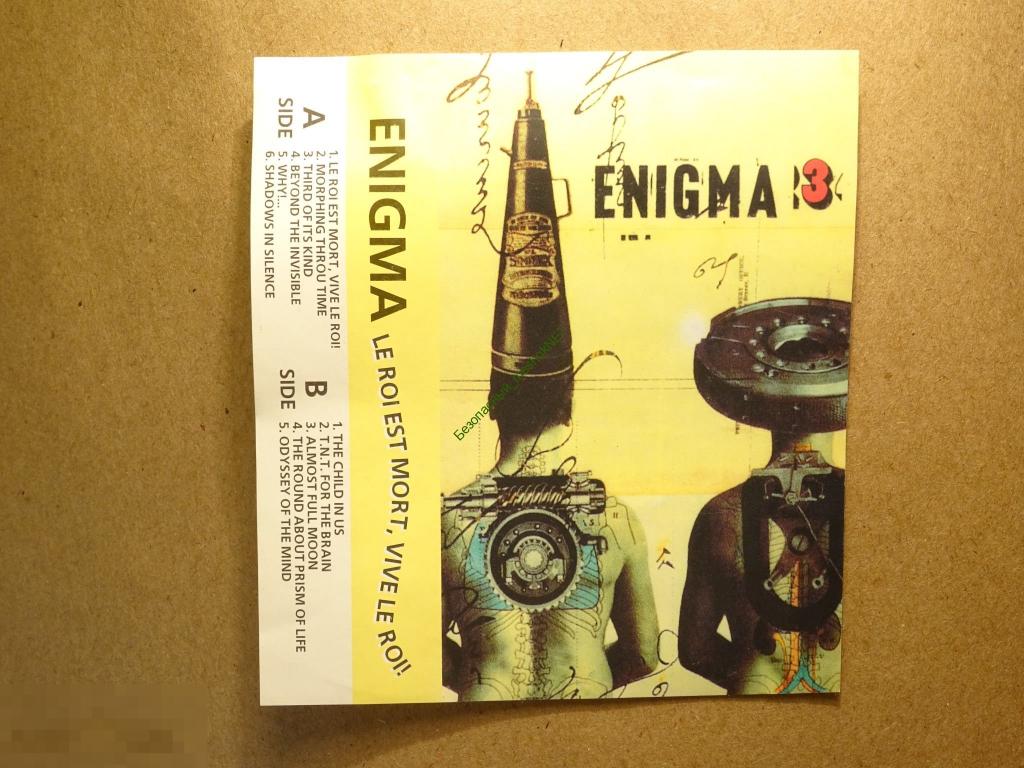 ENIGMA 3
ENIGMA LE ROI EST MORT, VIVE LE ROI!
A
SIDE
1. LE ROI EST MORT, VIVE LE ROI!
2. MORPHING THROU TIME
3. THIRD OF ITS KIND
4. BEYOND THE INVISIBLE
5. WHY!....
6. SHADOWS IN SILENCE
B
SIDE
1. THE CHILD IN US
2. T.N.T. FOR THE BRAIN
3. ALMOST FULL MOON
4. THE ROUND ABOUT PRISM OF LIFE
5. ODYSSEY OF THE MIND